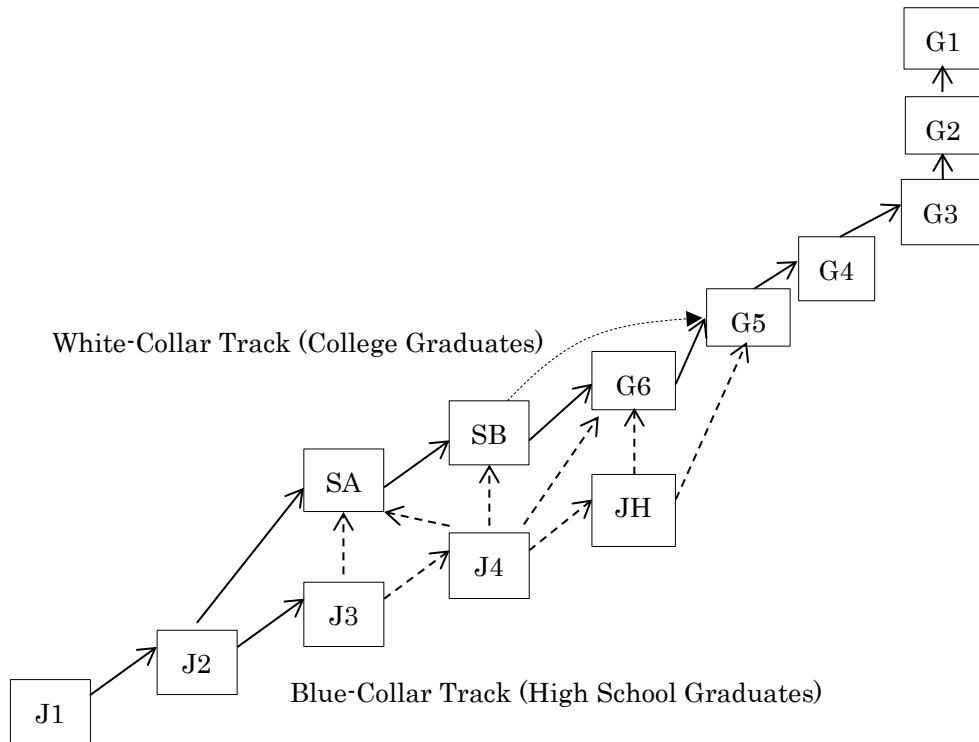 G1
G2
G3
G4
G5
White-Collar Track (College Graduates)
G6
SB
SA
JH
J4
J3
J2
Blue-Collar Track (High School Graduates)
J1